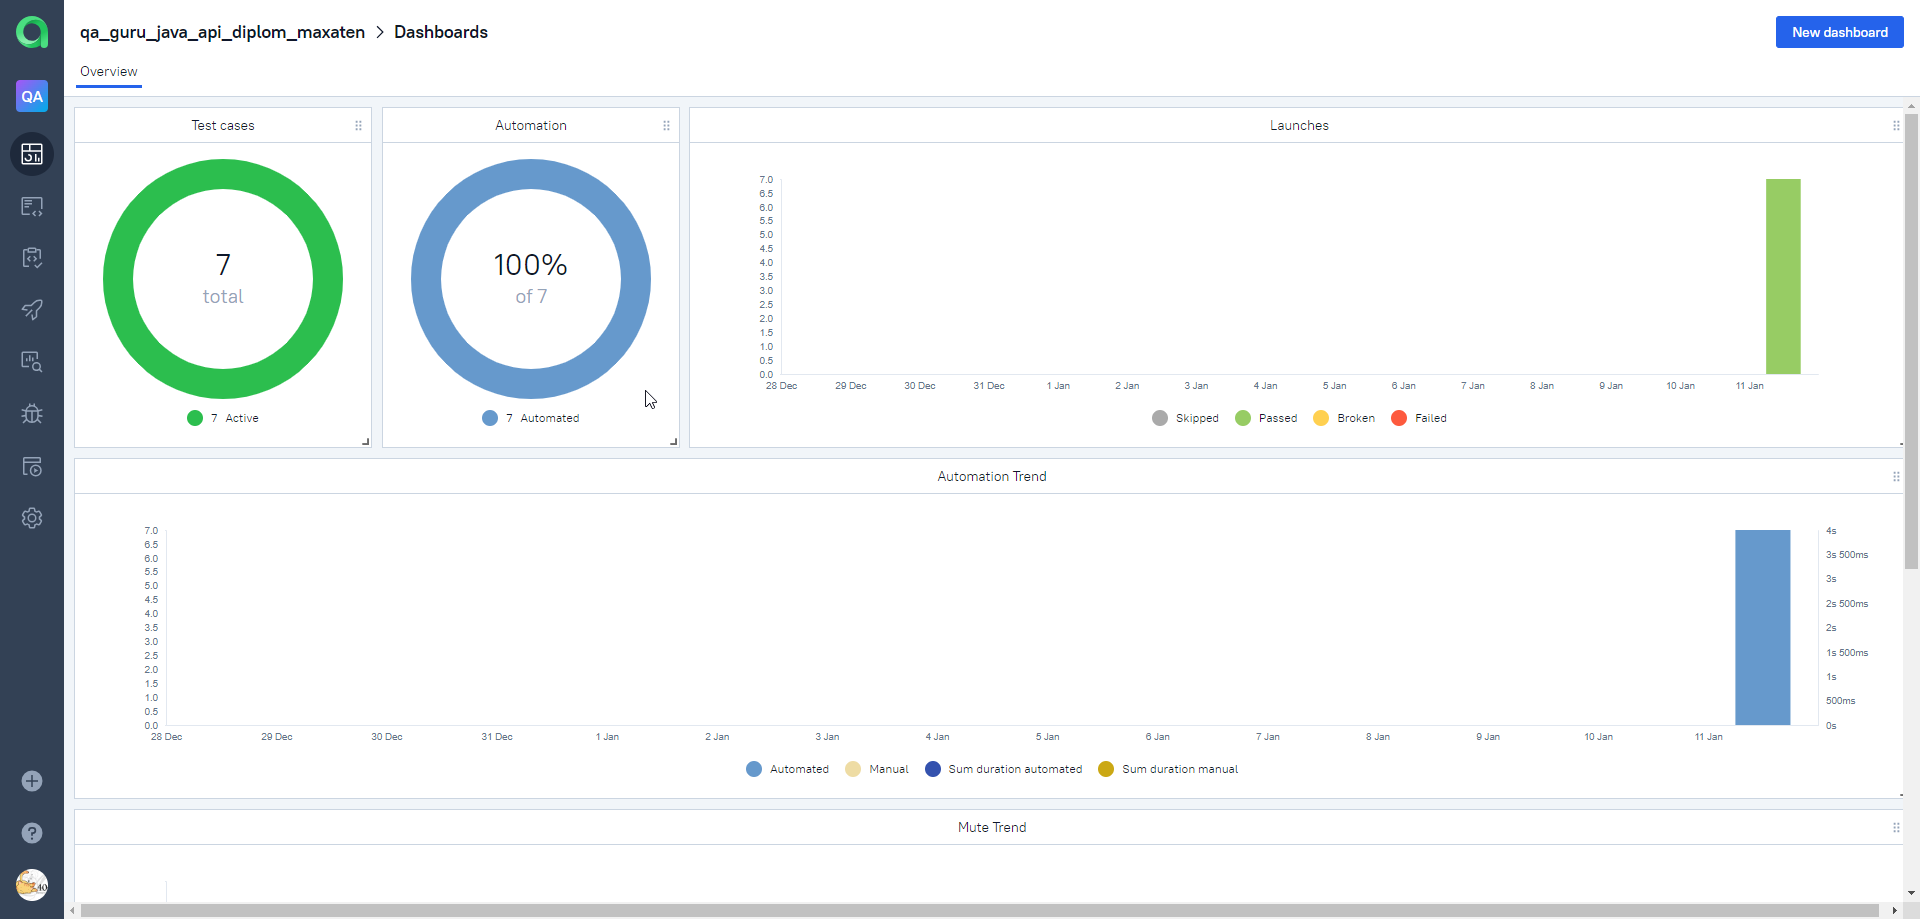 qa_guru_java_api_diplom_maxaten > Dashboards
New dashboard
Overview
QA
Test cases
7
total
7 Active
Automation
100%
of 7
7 Automated
Launches
7.0
6.5
6.0
5.5
5.0
4.5
4.0
3.5
3.0
2.5
2.0
1.5
1.0
0.5
0.0
28 Dec 29 Dec 30 Dec 31 Dec 1 Jan 2 Jan 3 Jan 4 Jan 5 Jan 6 Jan 7 Jan 8 Jan 9 Jan 10 Jan 11 Jan
Skipped Passed Broken Failed
Automation Trend
7.0
6.5
6.0
5.5
5.0
4.5
4.0
3.5
3.0
2.5
2.0
1.5
1.0
0.5
0.0
4s
3s 500ms
3s
2s 500ms
2s
1s 500ms
1s
500ms
0s
28 Dec 29 Dec 30 Dec 31 Dec 1 Jan 2 Jan 3 Jan 4 Jan 5 Jan 6 Jan 7 Jan 8 Jan 9 Jan 10 Jan 11 Jan
Automated Manual Sum duration automated Sum duration manual
Mute Trend